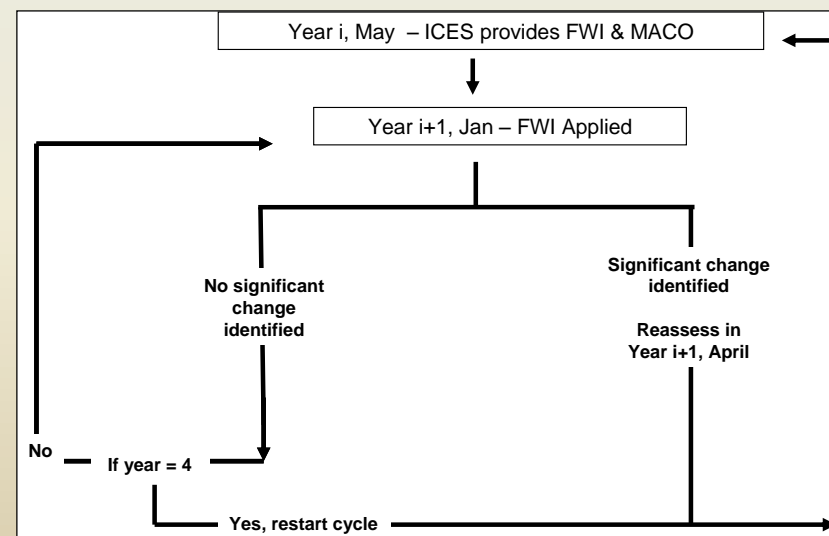 Year i, May – ICES provides FWI & MACO
Year i+1, Jan – FWI Applied
No significant
change
identified
Significant change
identified
Reassess in
Year i+1, April
No
If year = 4
Yes, restart cycle